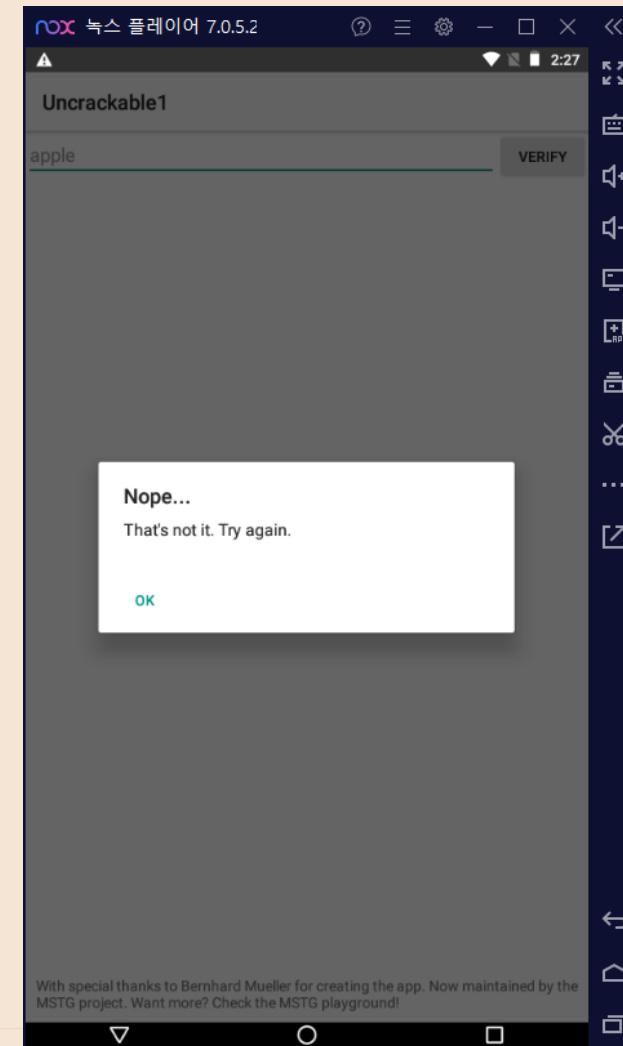 nox 녹스 플레이어 7.0.5.2
2:27
Uncrackable1
apple
VERIFY
Nope...
That's not it. Try again.
OK
With special thanks to Bernhard Mueller for creating the app. Now maintained by the
MSTG project. Want more? Check the MSTG playground!